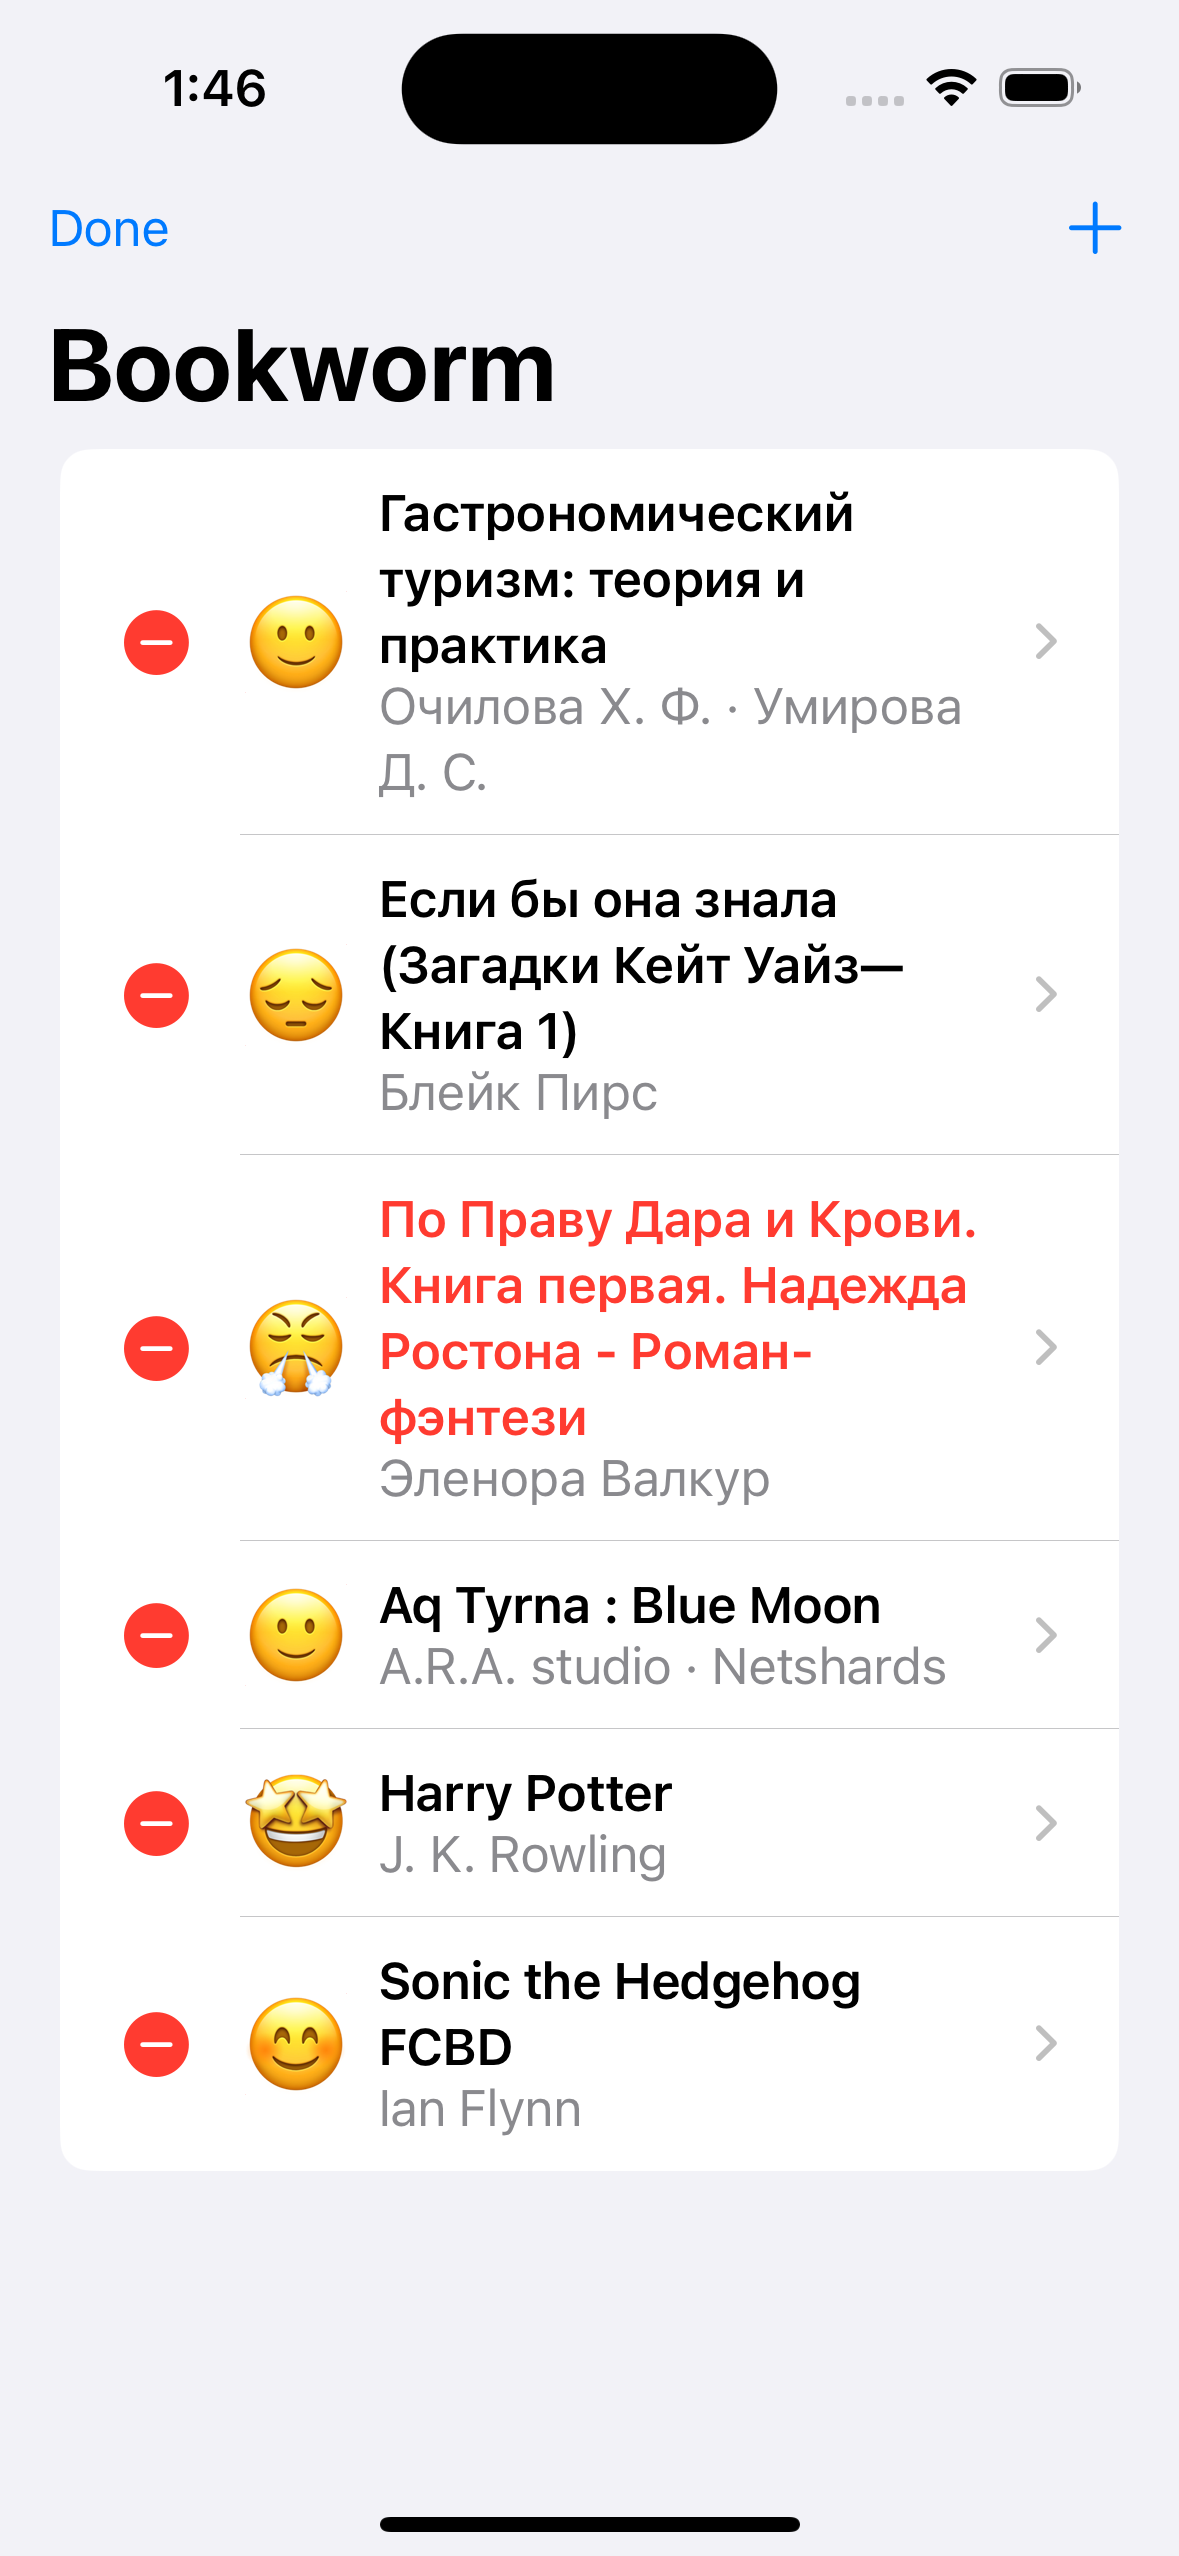 1:46
Done
Bookworm
Гастрономический
туризм: теория и
практика
Очилова Х. Ф. · Умирова
Д. С.
Если бы она знала
(Загадки Кейт Уайз—
Книга 1)
Блейк Пирс
По Праву Дара и Крови.
Книга первая. Надежда
Ростона - Роман-
фэнтези
Эленора Валкур
Aq Tyrna : Blue Moon
A.R.A. studio · Netshards
Harry Potter
J. K. Rowling
Sonic the Hedgehog
FCBD
Ian Flynn